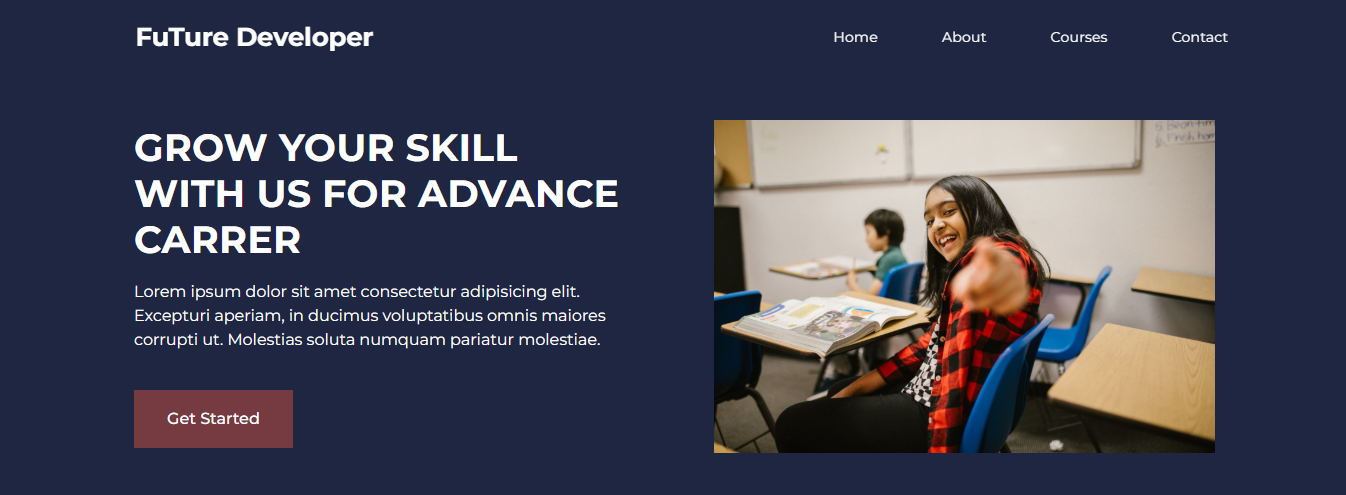 FuTure Developer
Home About Courses Contact
GROW YOUR SKILL
WITH US FOR ADVANCE
CARRER
Lorem ipsum dolor sit amet consectetur adipisicing elit.
Excepturi aperiam, in ducimus voluptatibus omnis maiores
corrupti ut. Molestias soluta numquam pariatur molestiae.
Get Started